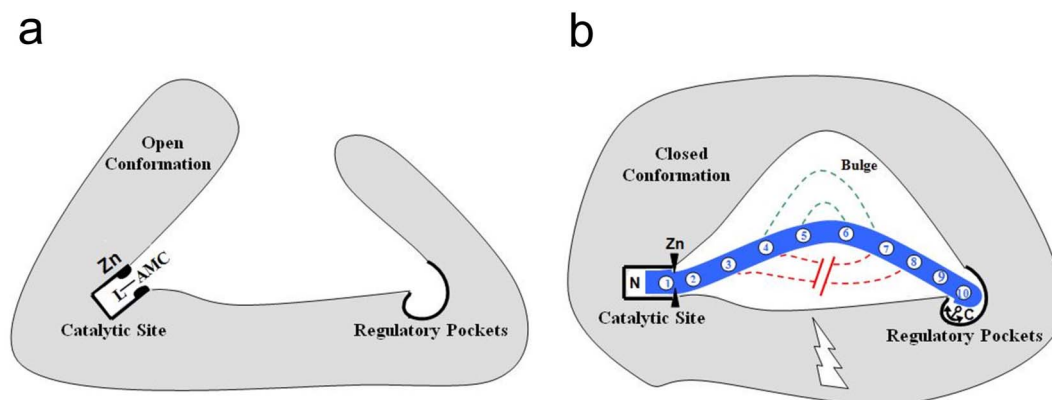 a
Open
Conformation
Zn
L—AMC
Catalytic Site
Regulatory Pockets
b
Closed
Conformation
Bulge
Zn
N
1
2
3
4
5
6
7
8
9
10
C
Catalytic Site
Regulatory Pockets